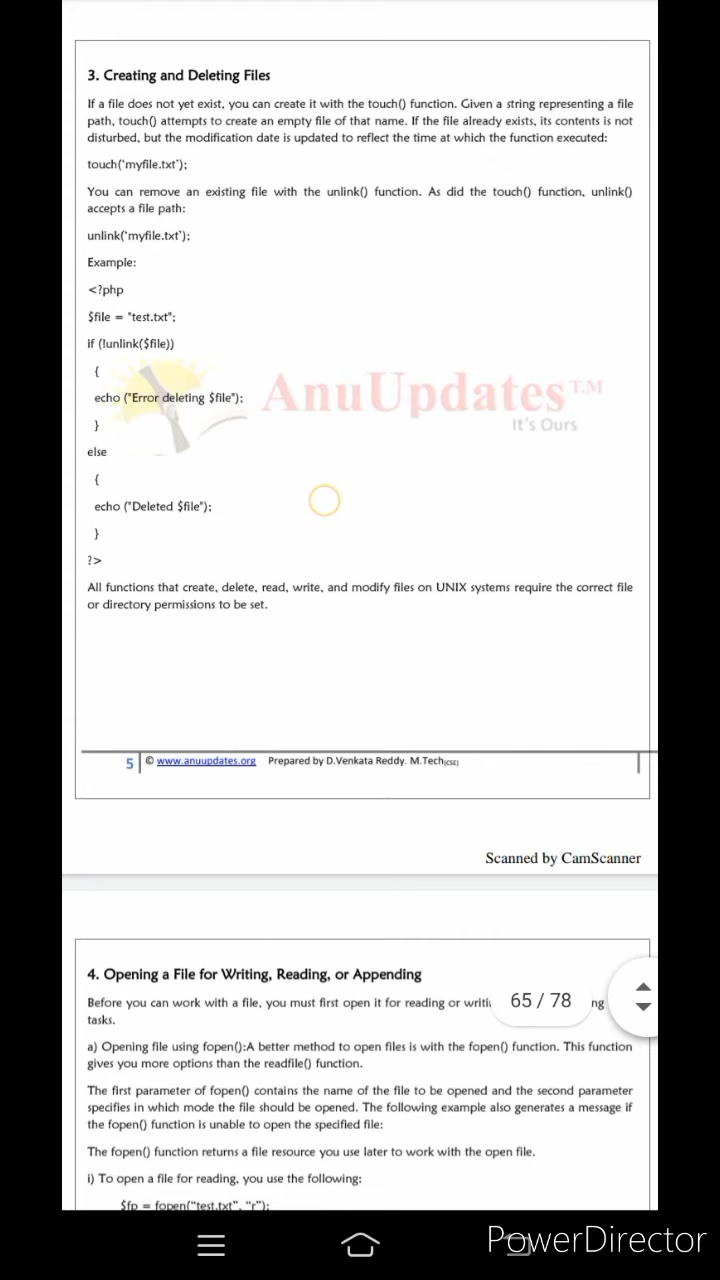 3. Creating and Deleting Files
If a file does not yet exist, you can create it with the touch() function. Given a string representing a file
path, touch() attempts to create an empty file of that name. If the file already exists, its contents is not
disturbed, but the modification date is updated to reflect the time at which the function executed:
touch('myfile.txt');
You can remove an existing file with the unlink() function. As did the touch() function, unlink()
accepts a file path:
unlink('myfile.txt');
Example:
<?php
$file = "test.txt";
if (!unlink($file))
{
echo ("Error deleting $file");
AnuUpdates T.M
It's Ours
}
else
{
echo ("Deleted $file");
}
?>
All functions that create, delete, read, write, and modify files on UNIX systems require the correct file
or directory permissions to be set.
5 © www.anuupdates.org Prepared by D.Venkata Reddy. M.Tech(CSE)
Scanned by CamScanner
4. Opening a File for Writing, Reading, or Appending
Before you can work with a file, you must first open it for reading or
65 / 78
tasks.
a) Opening file using fopen():A better method to open files is with the fopen() function. This function
gives you more options than the readfile() function.
The first parameter of fopen() contains the name of the file to be opened and the second parameter
specifies in which mode the file should be opened. The following example also generates a message if
the fopen() function is unable to open the specified file:
The fopen() function returns a file resource you use later to work with the open file.
i) To open a file for reading, you use the following:
$fp = fopen("test.txt", "r");
PowerDirector